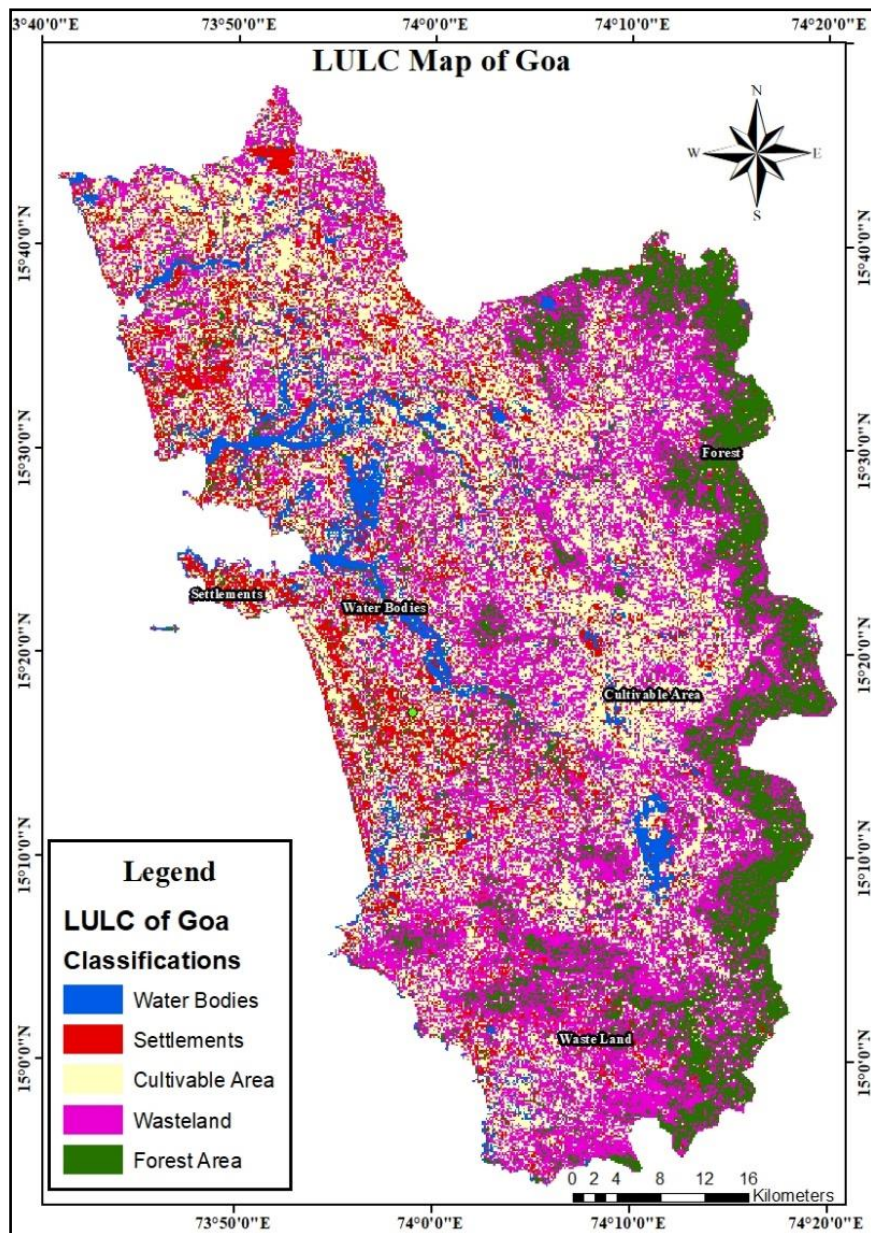 3°40'0"E 73°50'0"E 74°0'0"E 74°10'0"E 74°20'0"E
LULC Map of Goa
N
W E
S
15°40'0"N 15°40'0"N
15°30'0"N 15°30'0"N
Forest
Settlements
Water Bodies
15°20'0"N 15°20'0"N
Cultivable Area
15°10'0"N 15°10'0"N
Legend
LULC of Goa
Classifications
Water Bodies
Settlements
Cultivable Area
Wasteland
Forest Area
Waste Land
15°0'0"N 15°0'0"N
0 2 4 8 12 16
Kilometers
73°50'0"E 74°0'0"E 74°10'0"E 74°20'0"E